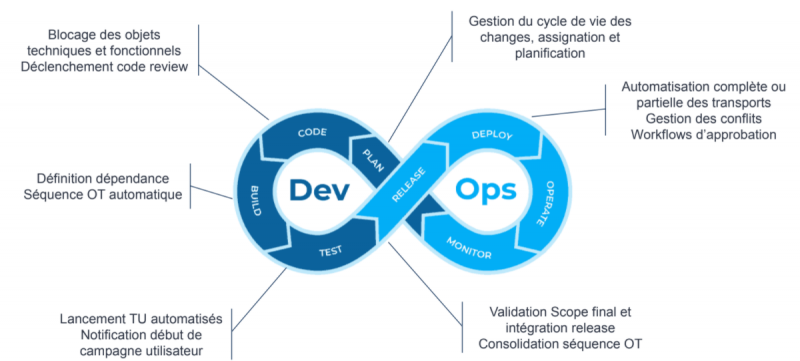 Blocage des objets
techniques et fonctionnels
Déclenchement code review
Gestion du cycle de vie des
changes, assignation et
planification
Automatisation complète ou
partielle des transports
Gestion des conflits
Workflows d'approbation
Définition dépendance
Séquence OT automatique
CODE
PLAN
BUILD
TEST
Dev
RELEASE
Ops
DEPLOY
OPERATE
MONITOR
Lancement TU automatisés
Notification début de
campagne utilisateur
Validation Scope final et
intégration release
Consolidation séquence OT